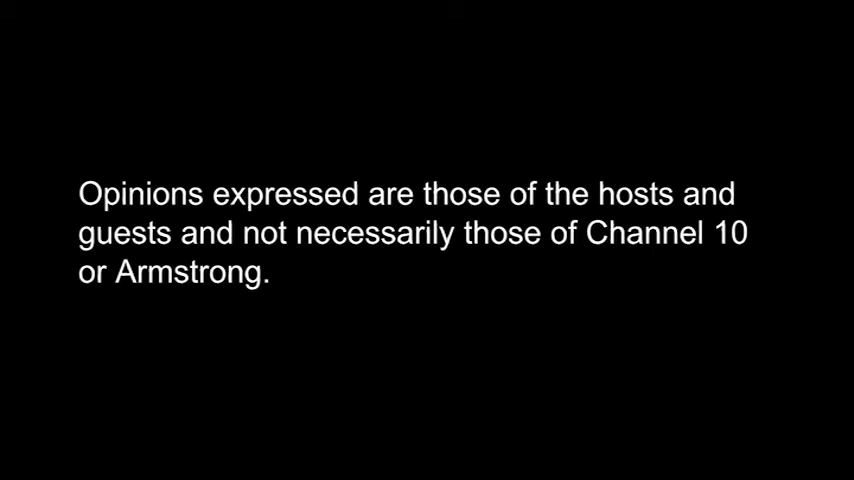 Opinions expressed are those of the hosts and
guests and not necessarily those of Channel 10
or Armstrong.